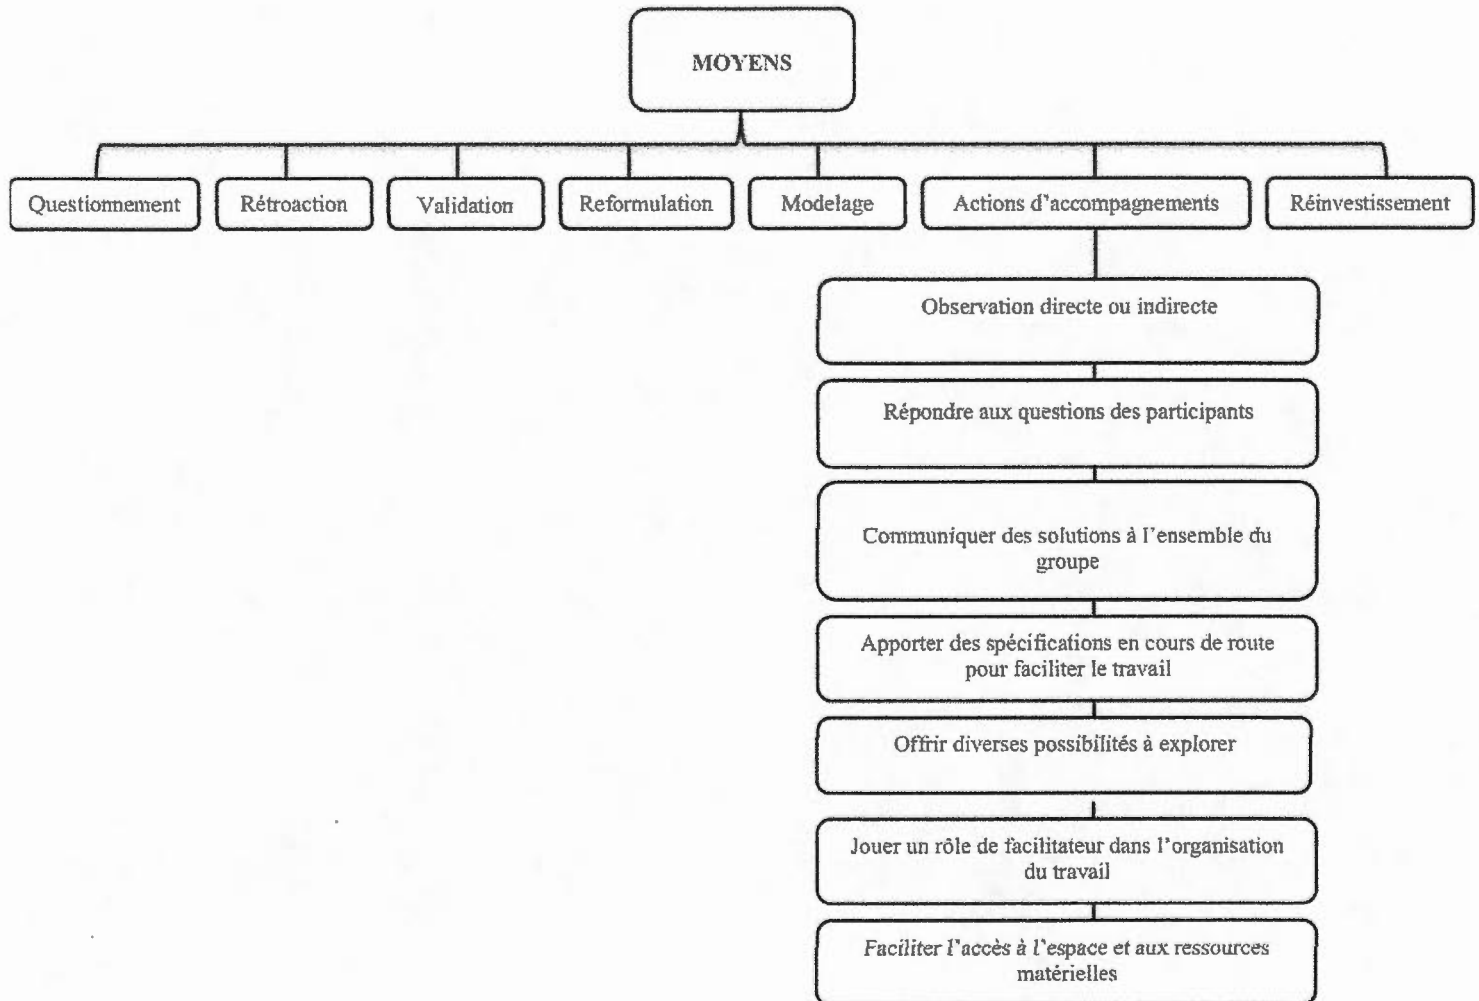 MOYENS
Questionnement
Rétroaction
Validation
Reformulation
Modelage
Actions d'accompagnements
Réinvestissement
Observation directe ou indirecte
Répondre aux questions des participants
Communiquer des solutions à l'ensemble du
groupe
Apporter des spécifications en cours de route
pour faciliter le travail
Offrir diverses possibilités à explorer
Jouer un rôle de facilitateur dans l'organisation
du travail
Faciliter l'accès à l'espace et aux ressources
matérielles